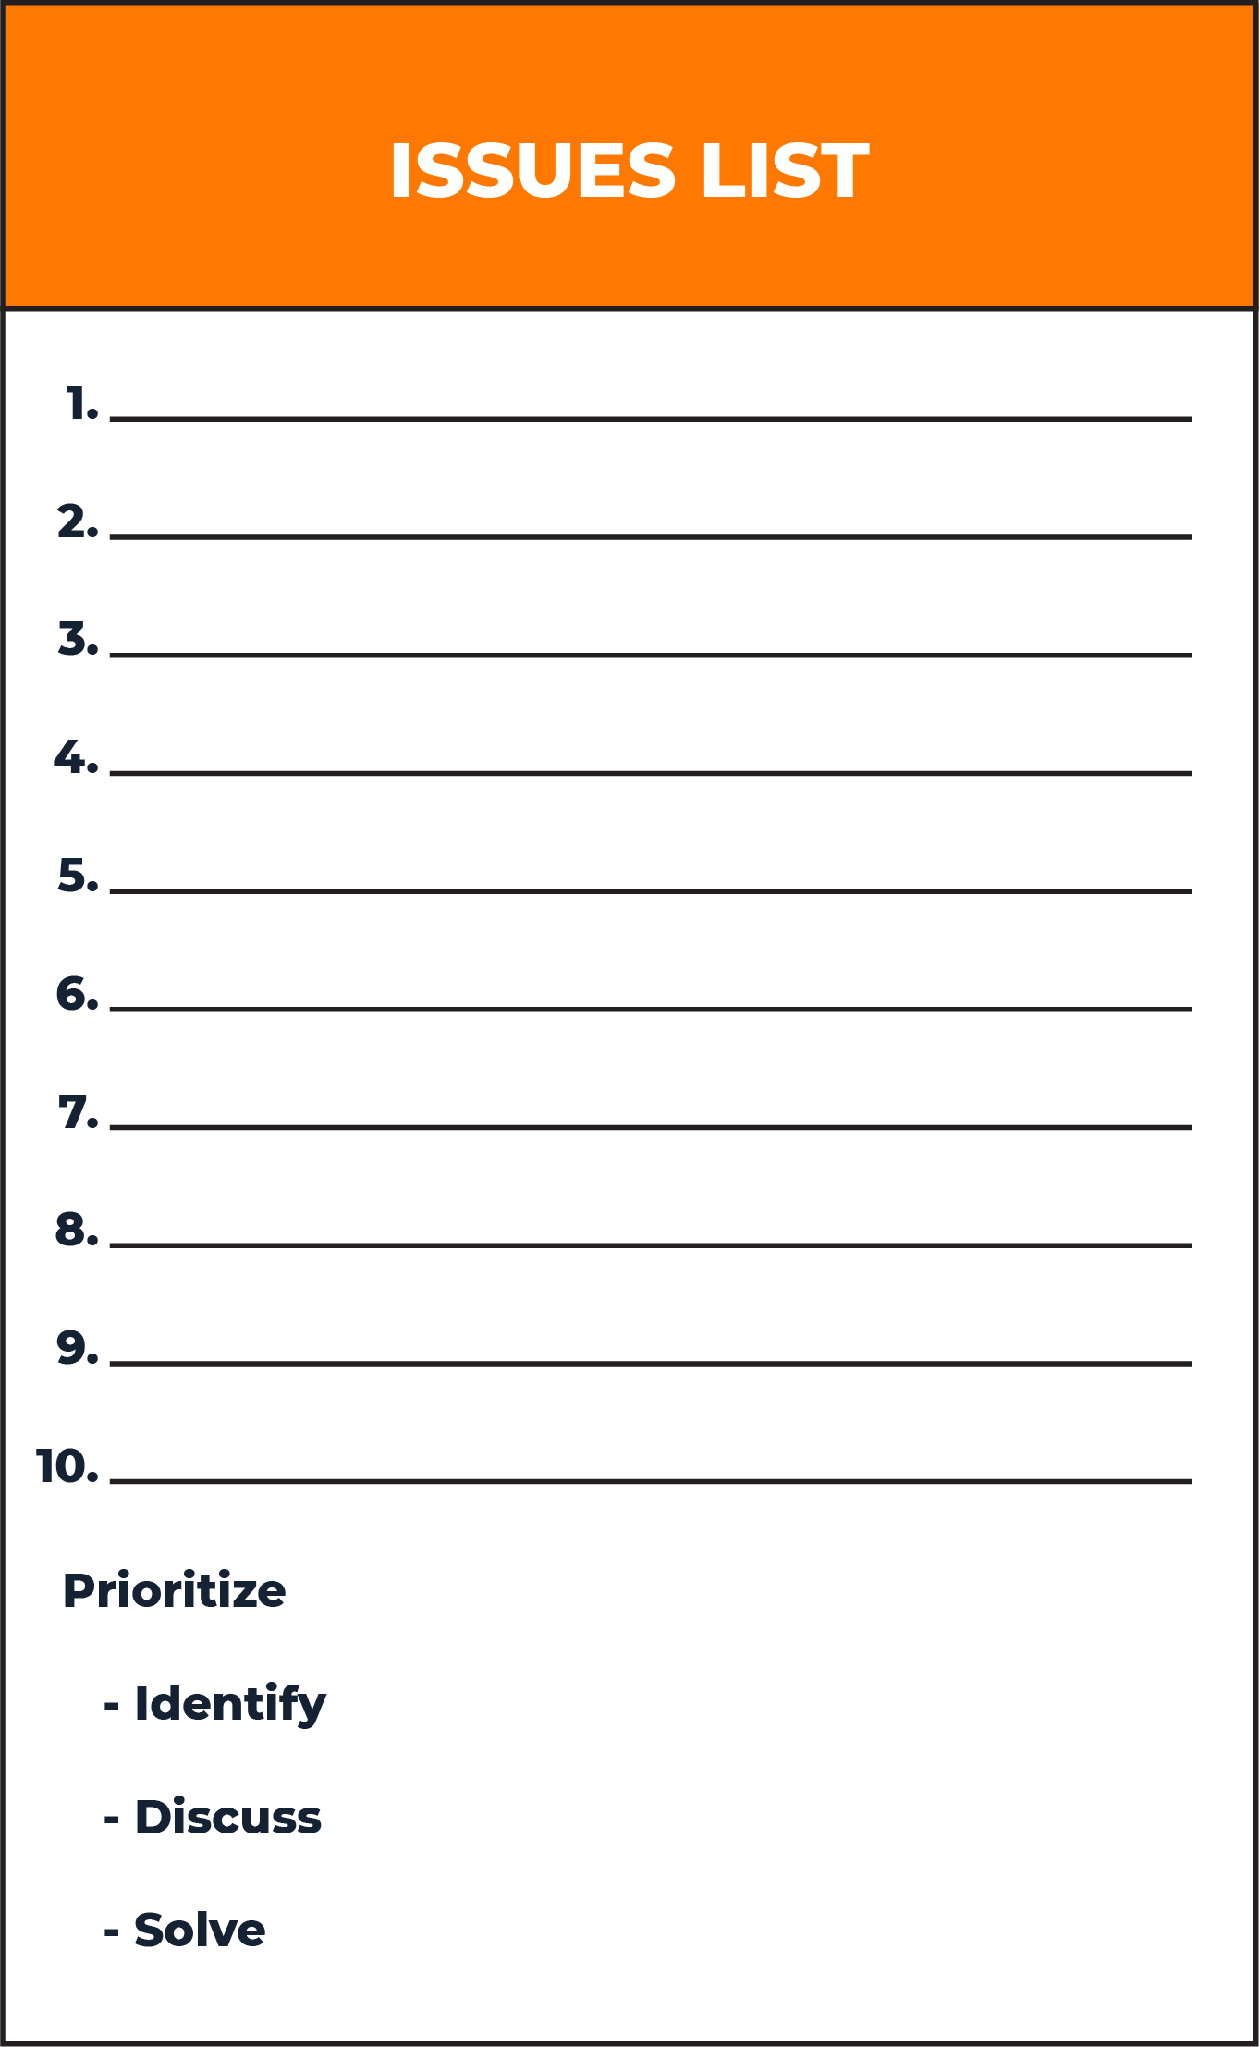 ISSUES LIST
1.
2.
3.
4.
5.
6.
7.
8.
9.
10.
Prioritize
- Identify
- Discuss
- Solve